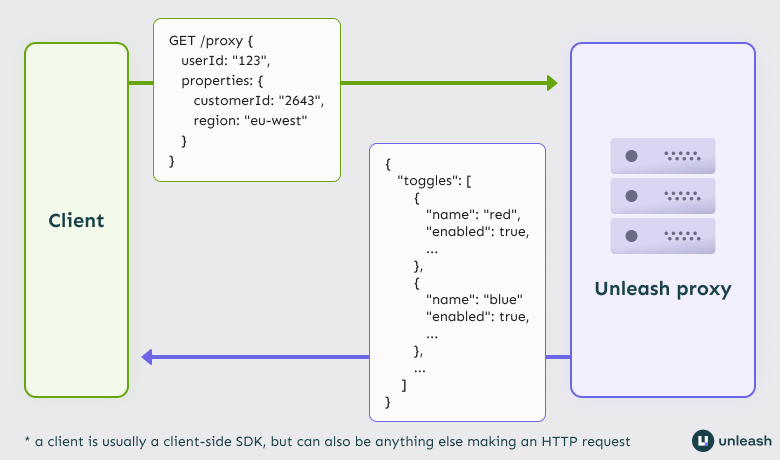 GET /proxy {
userId: "123",
properties: {
customerId: "2643",
region: "eu-west"
}
}
{
"toggles": [
{
"name": "red",
"enabled": true,
...
},
{
"name": "blue"
"enabled": true,
...
},
...
]
}
Client
Unleash proxy
* a client is usually a client-side SDK, but can also be anything else making an HTTP request
unleash